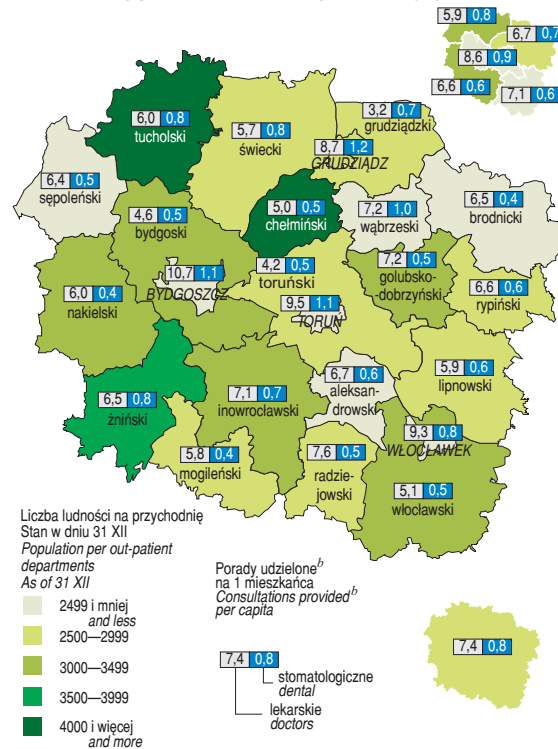 5,9 0,8
6,7 0,7
8,6 0,9
6,6 0,6
7,1 0,6
6,0 0,8
tucholski
5,7 0,8
świecki
3,2 0,7
grudziądzki
8,7 1,2
GRUDZIĄDZ
6,4 0,5
sępoleński
4,6 0,5
bydgoski
5,0 0,5
chełmiński
7,2 1,0
wąbrzeski
6,5 0,4
brodnicki
10,7 1,1
BYDGOSZCZ
4,2 0,5
toruński
7,2 0,5
golubsko-
dobrzyński
6,0 0,4
nakielski
9,5 1,1
TORUŃ
6,6 0,6
rypiński
6,5 0,8
żniński
7,1 0,7
inowrocławski
6,7 0,6
aleksan-
drowski
5,9 0,6
lipnowski
5,8 0,4
mogileński
7,6 0,5
radzie-
jowski
9,3 0,8
WŁOCŁAWEK
5,1 0,5
włocławski
Liczba ludności na przychodnię
Stan w dniu 31 XII
Population per out-patient
departments
As of 31 XII
2499 i mniej
and less
2500—2999
3000—3499
3500—3999
4000 i więcej
and more
Porady udzielone b
na 1 mieszkańca
Consultations provided b
per capita
7,4 0,8
stomatologiczne
dental
lekarskie
doctors
7,4 0,8